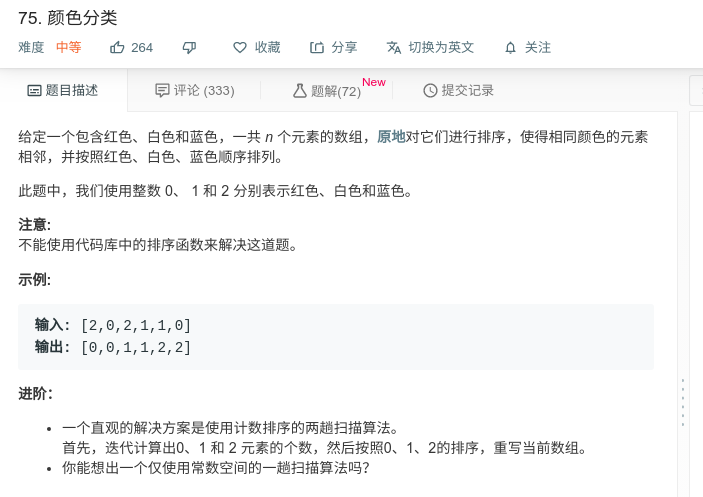 75. 颜色分类
难度 中等 264 收藏 分享 切换为英文 关注
题目描述 评论 (333) 题解(72) New 提交记录
给定一个包含红色、白色和蓝色，一共 n 个元素的数组，原地对它们进行排序，使得相同颜色的元素
相邻，并按照红色、白色、蓝色顺序排列。
此题中，我们使用整数 0、 1 和 2 分别表示红色、白色和蓝色。
注意:
不能使用代码库中的排序函数来解决这道题。
示例:
输入: [2,0,2,1,1,0]
输出: [0,0,1,1,2,2]
进阶：
• 一个直观的解决方案是使用计数排序的两趟扫描算法。
首先，迭代计算出0、1 和 2 元素的个数，然后按照0、1、2的排序，重写当前数组。
• 你能想出一个仅使用常数空间的一趟扫描算法吗？